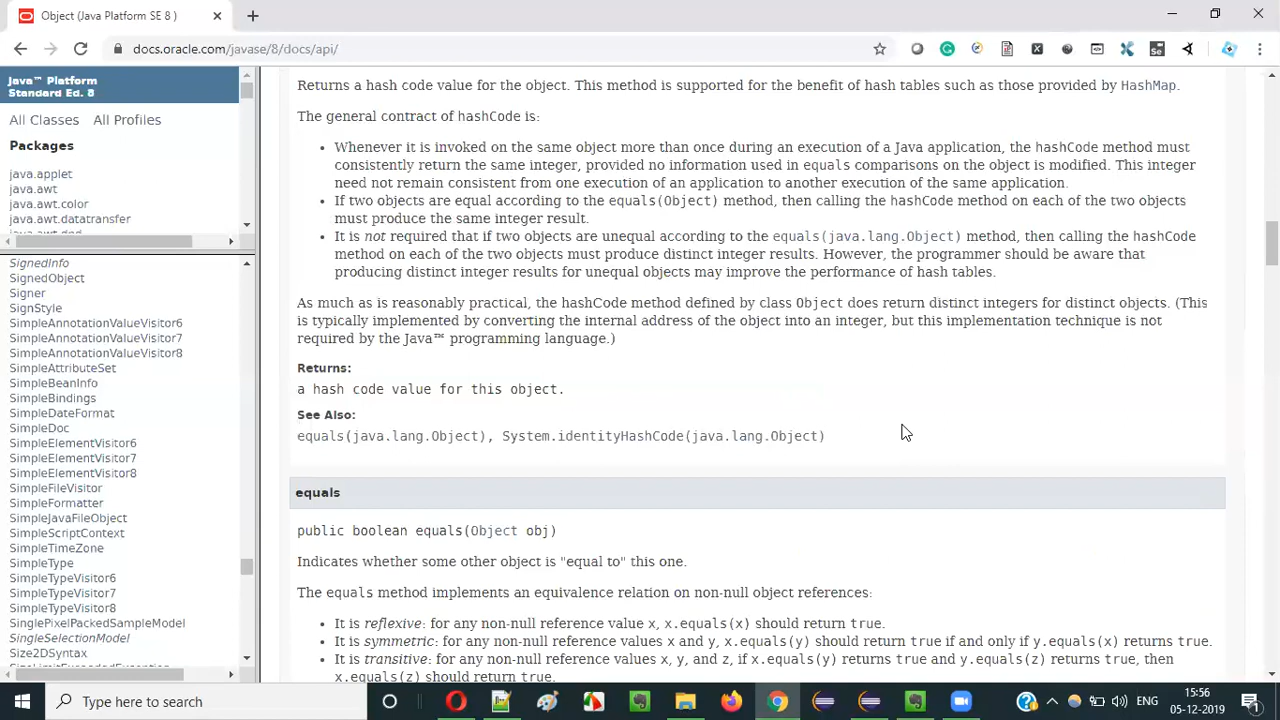 Object (Java Platform SE 8 )
docs.oracle.com/javase/8/docs/api/
Java™ Platform
Standard Ed. 8
All Classes All Profiles
Packages
java.applet
java.awt
java.awt.color
java.awt.datatransfer
java.awt.dnd
SignedInfo
SignedObject
Signer
SignStyle
SimpleAnnotationValueVisitor6
SimpleAnnotationValueVisitor7
SimpleAnnotationValueVisitor8
SimpleAttributeSet
SimpleBeanInfo
SimpleBindings
SimpleDateFormat
SimpleDoc
SimpleElementVisitor6
SimpleElementVisitor7
SimpleElementVisitor8
SimpleFileVisitor
SimpleFormatter
SimpleJavaFileObject
SimpleScriptContext
SimpleTimeZone
SimpleType
SimpleTypeVisitor6
SimpleTypeVisitor7
SimpleTypeVisitor8
SinglePixelPackedSampleModel
SingleSelectionModel
Size2DSyntax
SizeLimitExceededException
Returns a hash code value for the object. This method is supported for the benefit of hash tables such as those provided by HashMap.
The general contract of hashCode is:
• Whenever it is invoked on the same object more than once during an execution of a Java application, the hashCode method must
consistently return the same integer, provided no information used in equals comparisons on the object is modified. This integer
need not remain consistent from one execution of an application to another execution of the same application.
• If two objects are equal according to the equals(Object) method, then calling the hashCode method on each of the two objects
must produce the same integer result.
• It is not required that if two objects are unequal according to the equals(java.lang.Object) method, then calling the hashCode
method on each of the two objects must produce distinct integer results. However, the programmer should be aware that
producing distinct integer results for unequal objects may improve the performance of hash tables.
As much as is reasonably practical, the hashCode method defined by class Object does return distinct integers for distinct objects. (This
is typically implemented by converting the internal address of the object into an integer, but this implementation technique is not
required by the Java™ programming language.)
Returns:
a hash code value for this object.
See Also:
equals(java.lang.Object), System.identityHashCode(java.lang.Object)
equals
public boolean equals(Object obj)
Indicates whether some other object is "equal to" this one.
The equals method implements an equivalence relation on non-null object references:
• It is reflexive: for any non-null reference value x, x.equals(x) should return true.
• It is symmetric: for any non-null reference values x and y, x.equals(y) should return true if and only if y.equals(x) returns true.
• It is transitive: for any non-null reference values x, y, and z, if x.equals(y) returns true and y.equals(z) returns true, then
x.equals(z) should return true.
Type here to search
ENG
15:56
05-12-2019